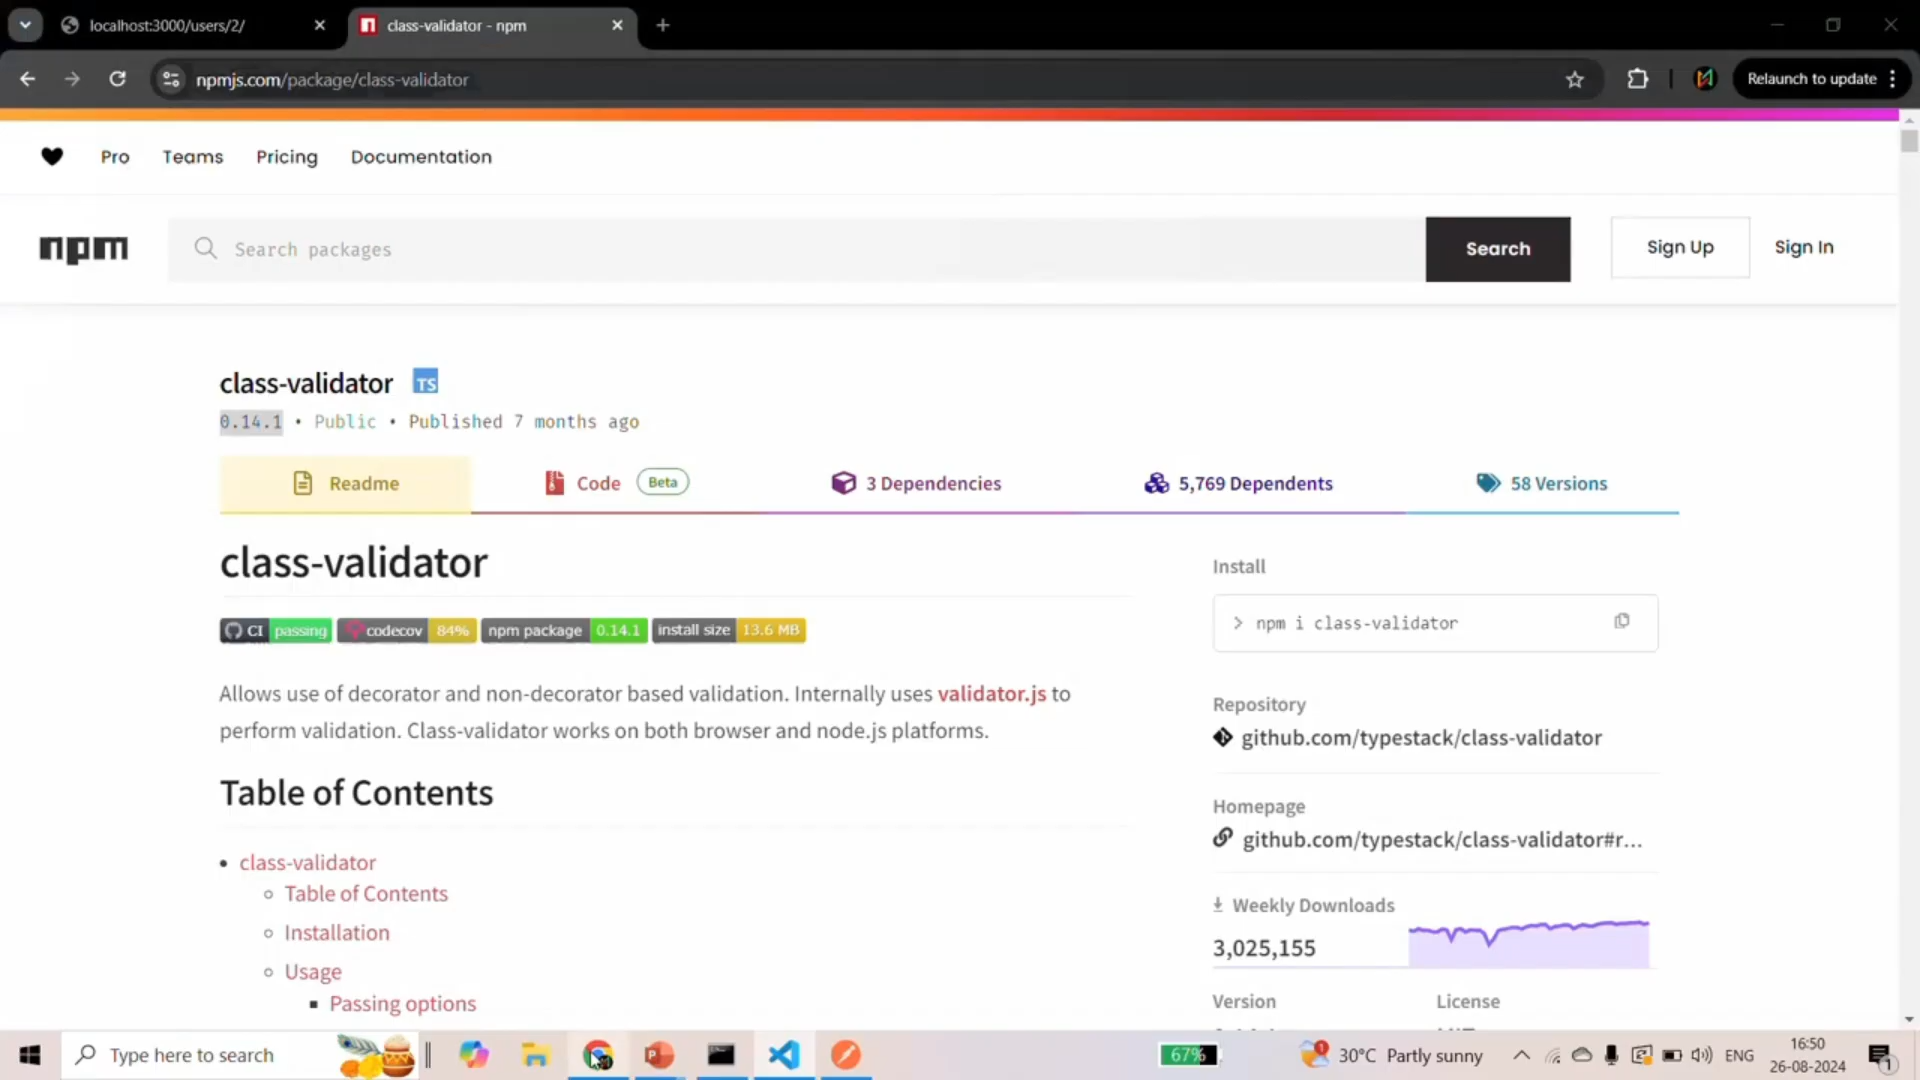 localhost:3000/users/2/
class-validator - npm
npmjs.com/package/class-validator
Relaunch to update
Pro Teams Pricing Documentation
npm
Search packages
Search
Sign Up
Sign In
class-validator TS
0.14.1 • Public • Published 7 months ago
Readme
Code Beta
3 Dependencies
5,769 Dependents
58 Versions
class-validator
CI passing codecov 84% npm package 0.14.1 install size 13.6 MB
Allows use of decorator and non-decorator based validation. Internally uses validator.js to
perform validation. Class-validator works on both browser and node.js platforms.
Table of Contents
• class-validator
Table of Contents
Installation
Usage
Passing options
Install
> npm i class-validator
Repository
github.com/typestack/class-validator
Homepage
github.com/typestack/class-validator#r...
Weekly Downloads
3,025,155
Version
License
Type here to search
67%
1
30°C Partly sunny
ENG
16:50
26-08-2024
1